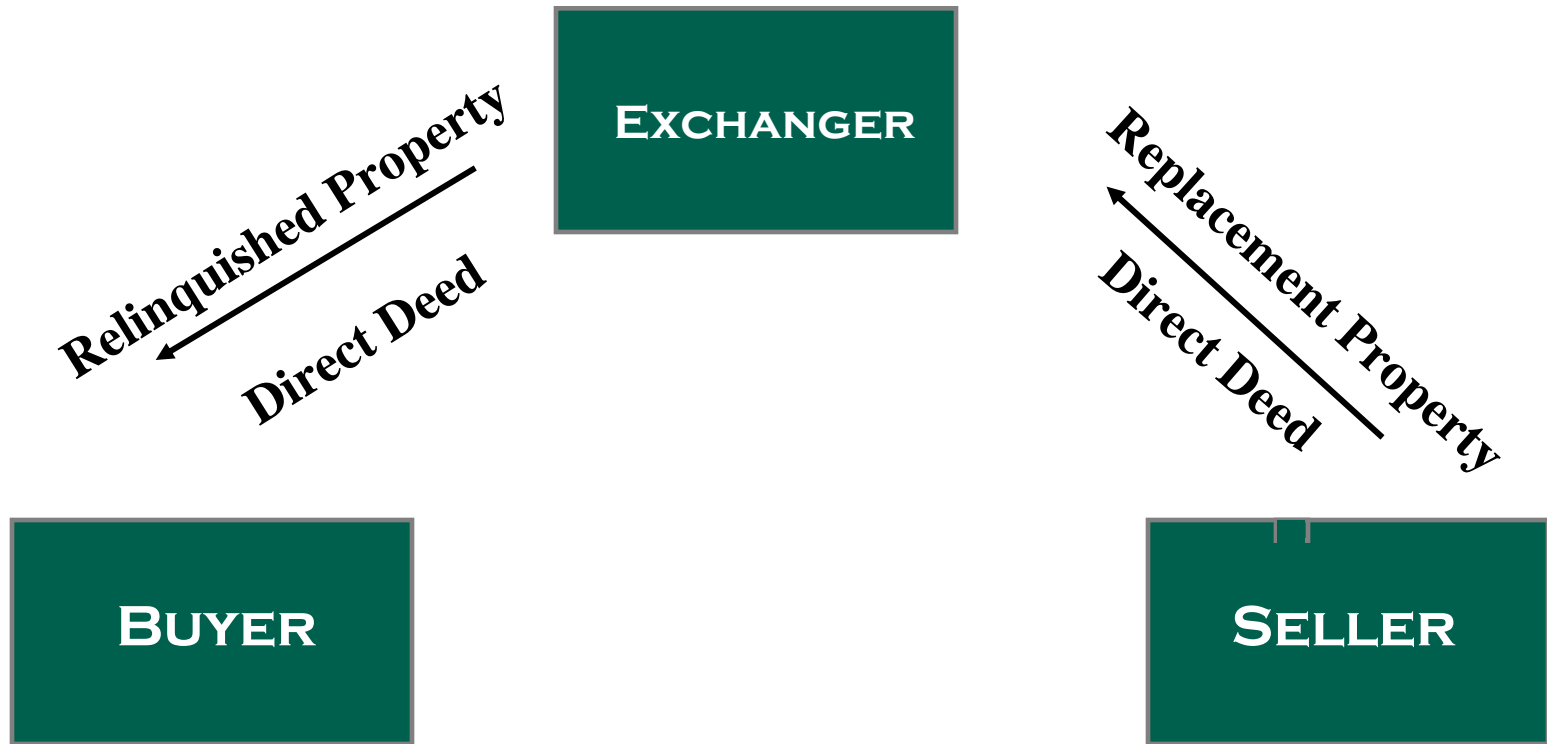 EXCHANGER
Relinquished Property
Direct Deed
Replacement Property
Direct Deed
BUYER
SELLER